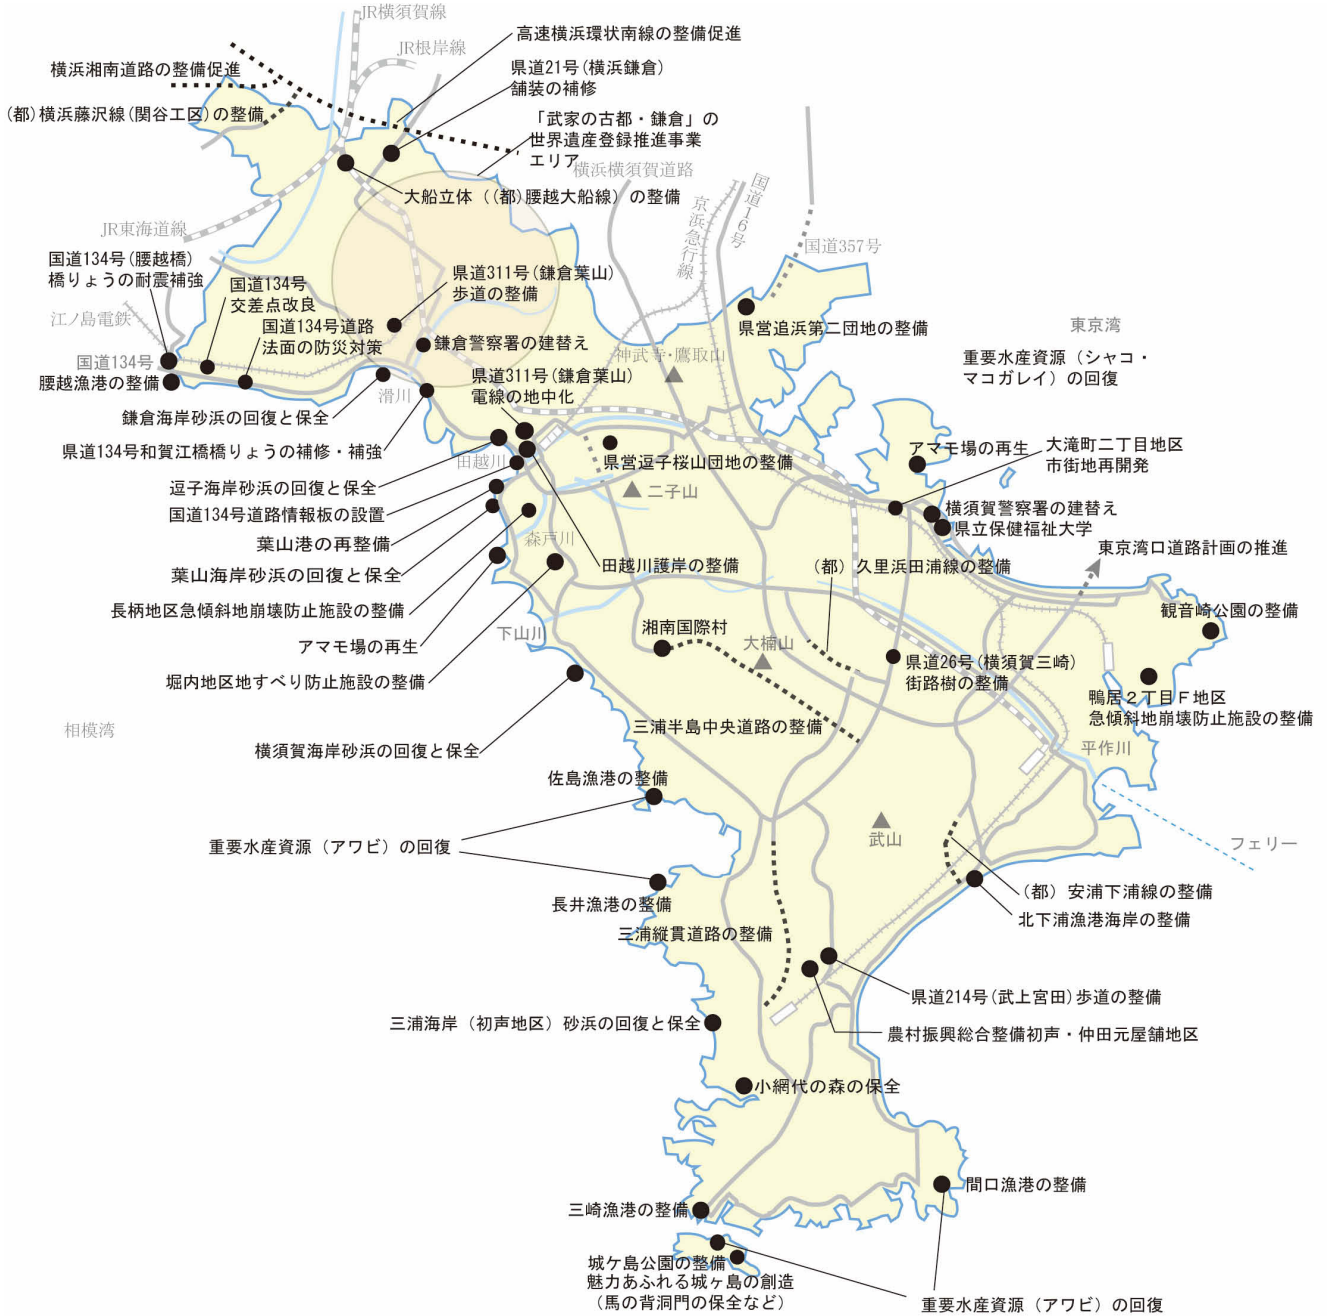 JR横須賀線
高速横浜環状南線の整備促進
JR根岸線
横浜湘南道路の整備促進
県道21号(横浜鎌倉)
舗装の補修
(都)横浜藤沢線(関谷工区)の整備
「武家の古都・鎌倉」の
世界遺産登録推進事業
エリア
横浜横須賀道路
国道16号
京浜急行線
大船立体（(都)腰越大船線）の整備
JR東海道線
国道357号
国道134号(腰越橋)
橋りょうの耐震補強
国道134号
交差点改良
県道311号(鎌倉葉山)
歩道の整備
江ノ島電鉄
国道134号道路
法面の防災対策
県営追浜第二団地の整備
東京湾
鎌倉警察署の建替え
神武寺・鷹取山
重要水産資源（シャコ・
マコガレイ）の回復
国道134号
腰越漁港の整備
県道311号(鎌倉葉山)
電線の地中化
滑川
鎌倉海岸砂浜の回復と保全
県道134号和賀江橋橋りょうの補修・補強
田越川
県営逗子桜山団地の整備
アマモ場の再生
大滝町二丁目地区
市街地再開発
逗子海岸砂浜の回復と保全
二子山
国道134号道路情報板の設置
横須賀警察署の建替え
県立保健福祉大学
葉山港の再整備
森戸川
東京湾口道路計画の推進
葉山海岸砂浜の回復と保全
田越川護岸の整備
(都）久里浜田浦線の整備
長柄地区急傾斜地崩壊防止施設の整備
観音崎公園の整備
下山川
湘南国際村
大楠山
アマモ場の再生
県道26号(横須賀三崎)
街路樹の整備
堀内地区地すべり防止施設の整備
鴨居２丁目Ｆ地区
急傾斜地崩壊防止施設の整備
相模湾
三浦半島中央道路の整備
横須賀海岸砂浜の回復と保全
平作川
佐島漁港の整備
武山
重要水産資源（アワビ）の回復
フェリー
長井漁港の整備
(都）安浦下浦線の整備
北下浦漁港海岸の整備
三浦縦貫道路の整備
県道214号(武上宮田)歩道の整備
三浦海岸（初声地区）砂浜の回復と保全
農村振興総合整備初声・仲田元屋舗地区
小網代の森の保全
間口漁港の整備
三崎漁港の整備
城ケ島公園の整備
魅力あふれる城ヶ島の創造
（馬の背洞門の保全など）
重要水産資源（アワビ）の回復